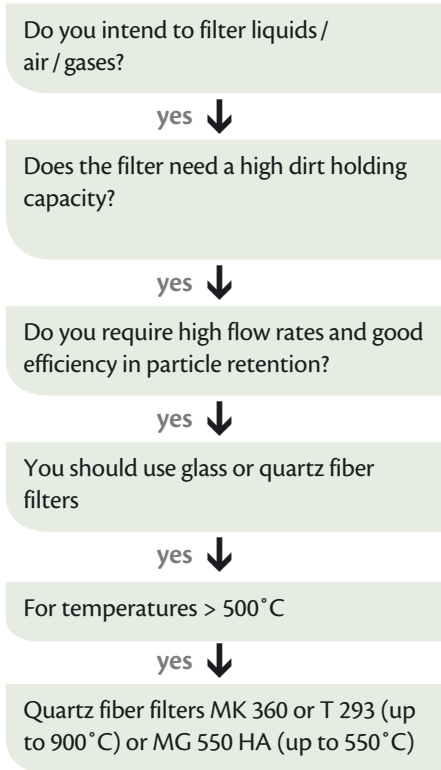 Do you intend to filter liquids /
air / gases?
yes
Does the filter need a high dirt holding
capacity?
yes
Do you require high flow rates and good
efficiency in particle retention?
yes
You should use glass or quartz fiber
filters
yes
For temperatures > 500˚C
yes
Quartz fiber filters MK 360 or T 293 (up
to 900˚C) or MG 550 HA (up to 550˚C)